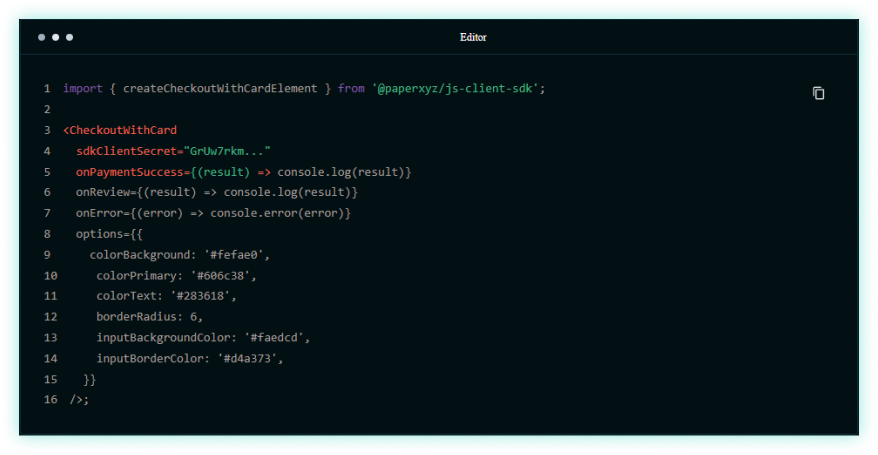 Editor
1 import { createCheckoutWithCardElement } from '@paperxyz/js-client-sdk';
2
3 <CheckoutWithCard
4 sdkClientSecret="GrUw7rkm..."
5 onPaymentSuccess={(result) => console.log(result)}
6 onReview={(result) => console.log(result)}
7 onError={(error) => console.error(error)}
8 options={{
9 colorBackground: '#fefae0',
10 colorPrimary: '#606c38',
11 colorText: '#283618',
12 borderRadius: 6,
13 inputBackgroundColor: '#faedcd',
14 inputBorderColor: '#d4a373',
15 }}
16 />;